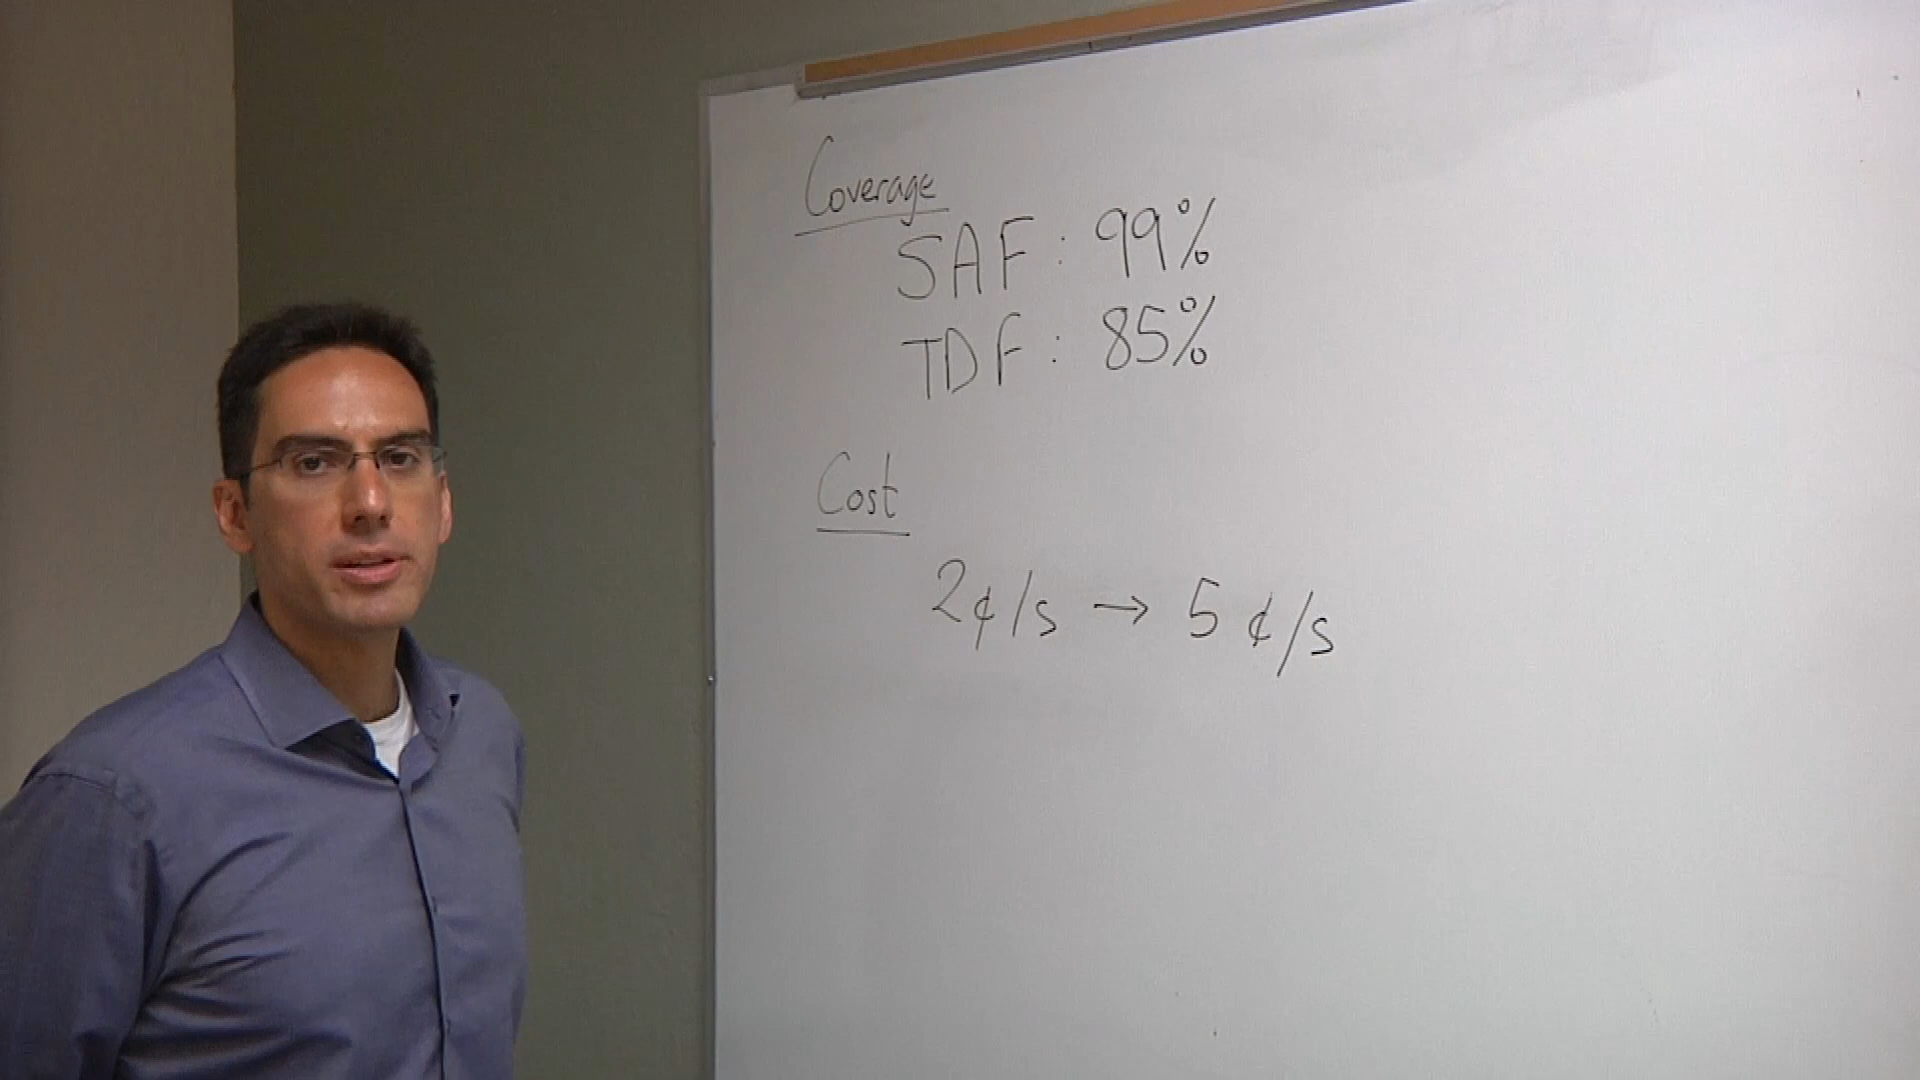 Coverage
SAF: 99%
TDF: 85%
Cost
2¢/s → 5¢/s